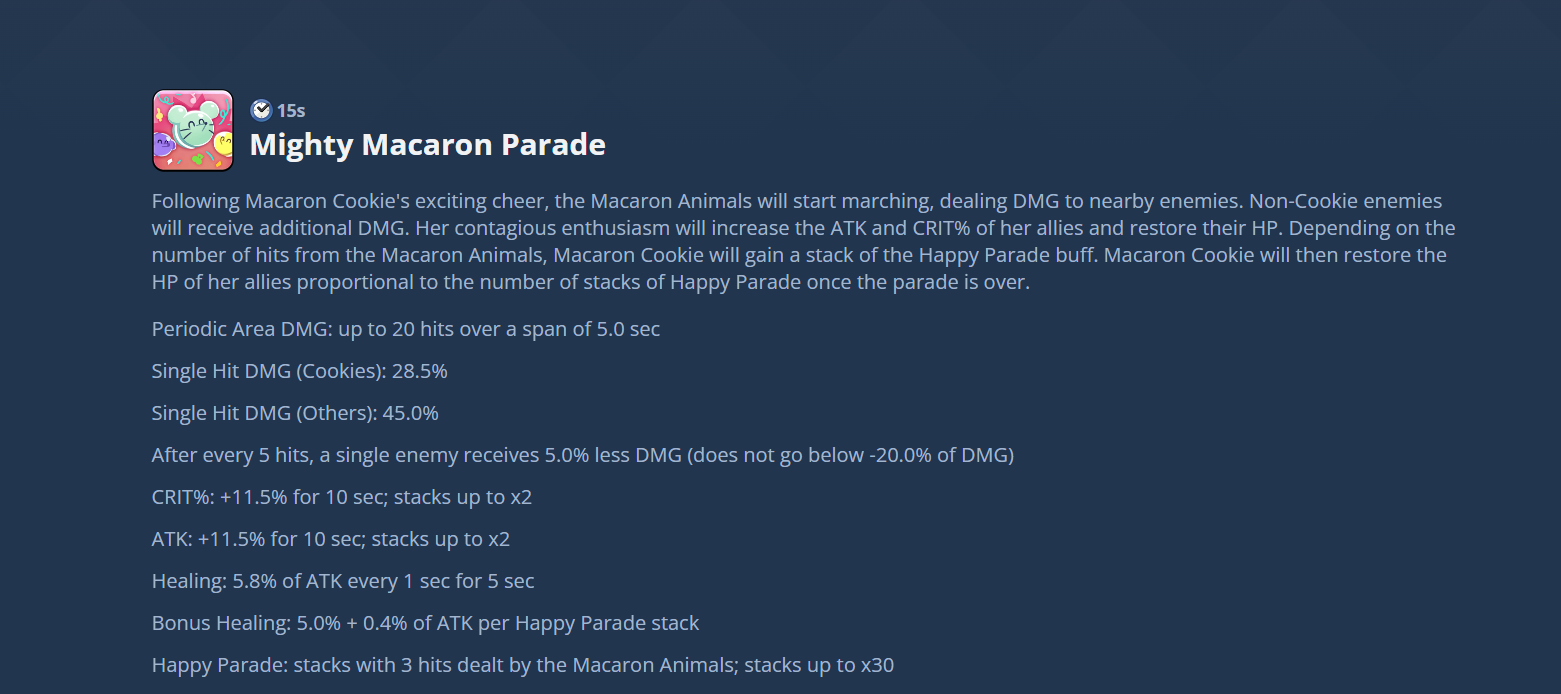 15s
Mighty Macaron Parade
Following Macaron Cookie's exciting cheer, the Macaron Animals will start marching, dealing DMG to nearby enemies. Non-Cookie enemies
will receive additional DMG. Her contagious enthusiasm will increase the ATK and CRIT% of her allies and restore their HP. Depending on the
number of hits from the Macaron Animals, Macaron Cookie will gain a stack of the Happy Parade buff. Macaron Cookie will then restore the
HP of her allies proportional to the number of stacks of Happy Parade once the parade is over.
Periodic Area DMG: up to 20 hits over a span of 5.0 sec
Single Hit DMG (Cookies): 28.5%
Single Hit DMG (Others): 45.0%
After every 5 hits, a single enemy receives 5.0% less DMG (does not go below -20.0% of DMG)
CRIT%: +11.5% for 10 sec; stacks up to x2
ATK: +11.5% for 10 sec; stacks up to x2
Healing: 5.8% of ATK every 1 sec for 5 sec
Bonus Healing: 5.0% + 0.4% of ATK per Happy Parade stack
Happy Parade: stacks with 3 hits dealt by the Macaron Animals; stacks up to x30